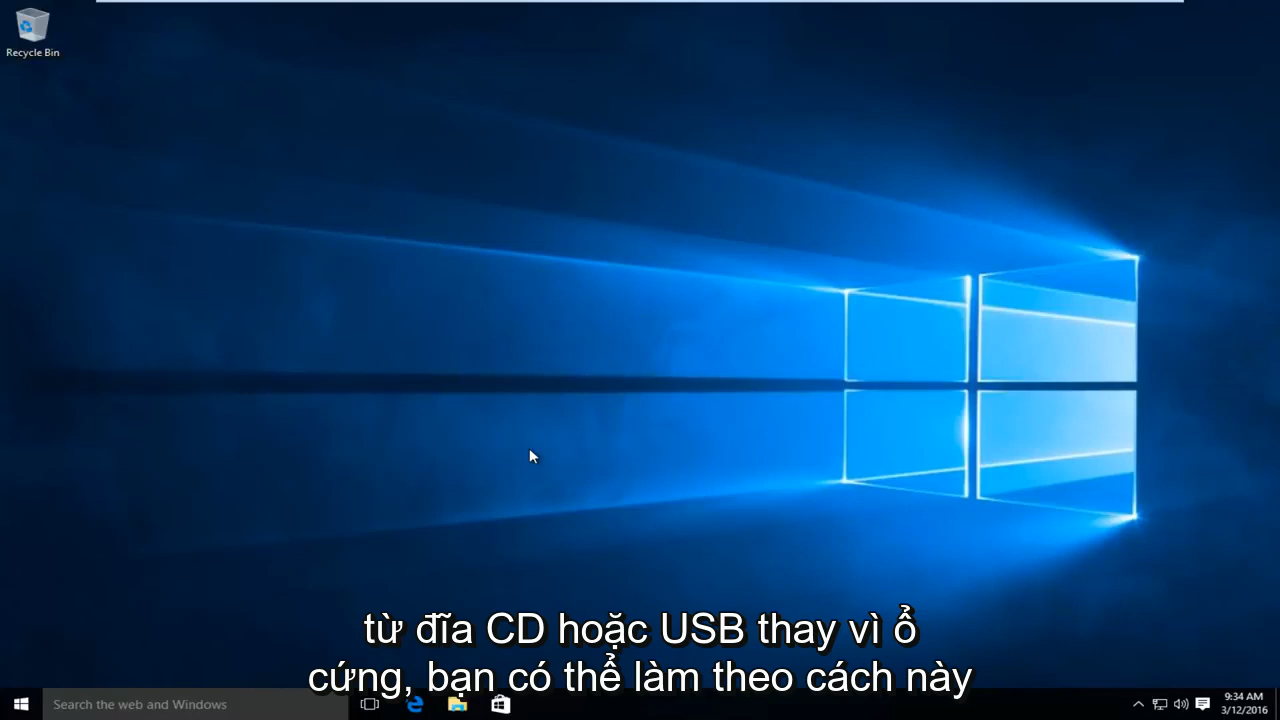 Recycle Bin
từ đĩa CD hoặc USB thay vì ổ
cứng, bạn có thể làm theo cách này
Search the web and Windows
9:34 AM
3/12/2016